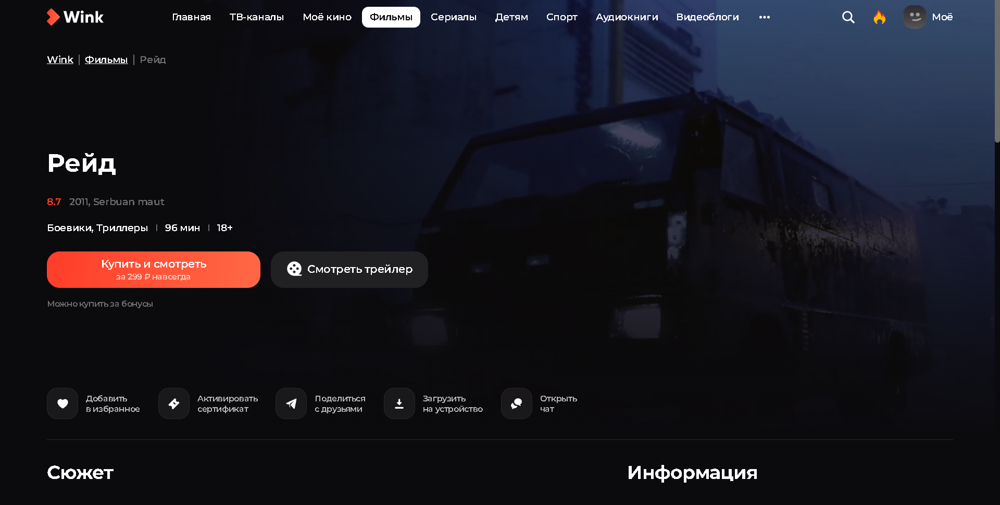 Wink
Главная
ТВ-каналы
Моё кино
Фильмы
Сериалы
Детям
Спорт
Аудиокниги
Видеоблоги
Моё
Wink | Фильмы | Рейд
Рейд
8.7 2011, Serbuan maut
Боевики, Триллеры | 96 мин | 18+
Купить и смотреть
за 299 ₽ навсегда
Смотреть трейлер
Можно купить за бонусы
Добавить
в избранное
Активировать
сертификат
Поделиться
с друзьями
Загрузить
на устройство
Открыть
чат
Сюжет
Информация